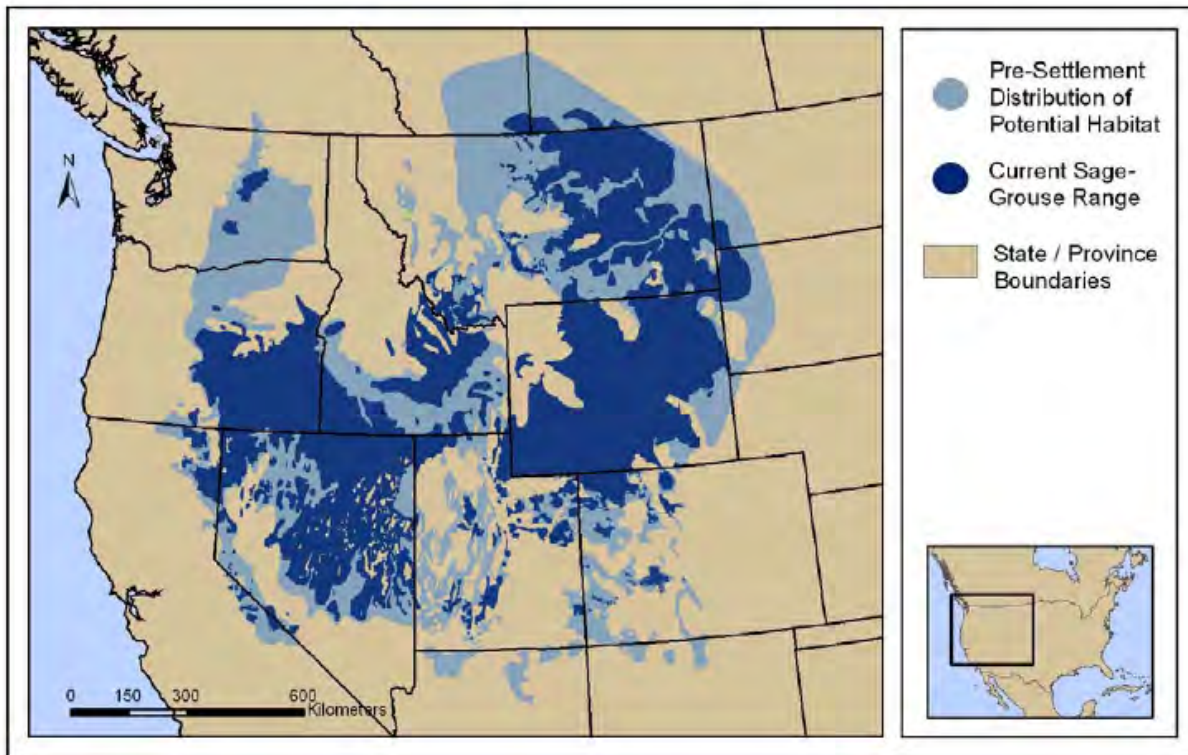 N
0 150 300 600
Kilometers
Pre-Settlement
Distribution of
Potential Habitat
Current Sage-
Grouse Range
State / Province
Boundaries